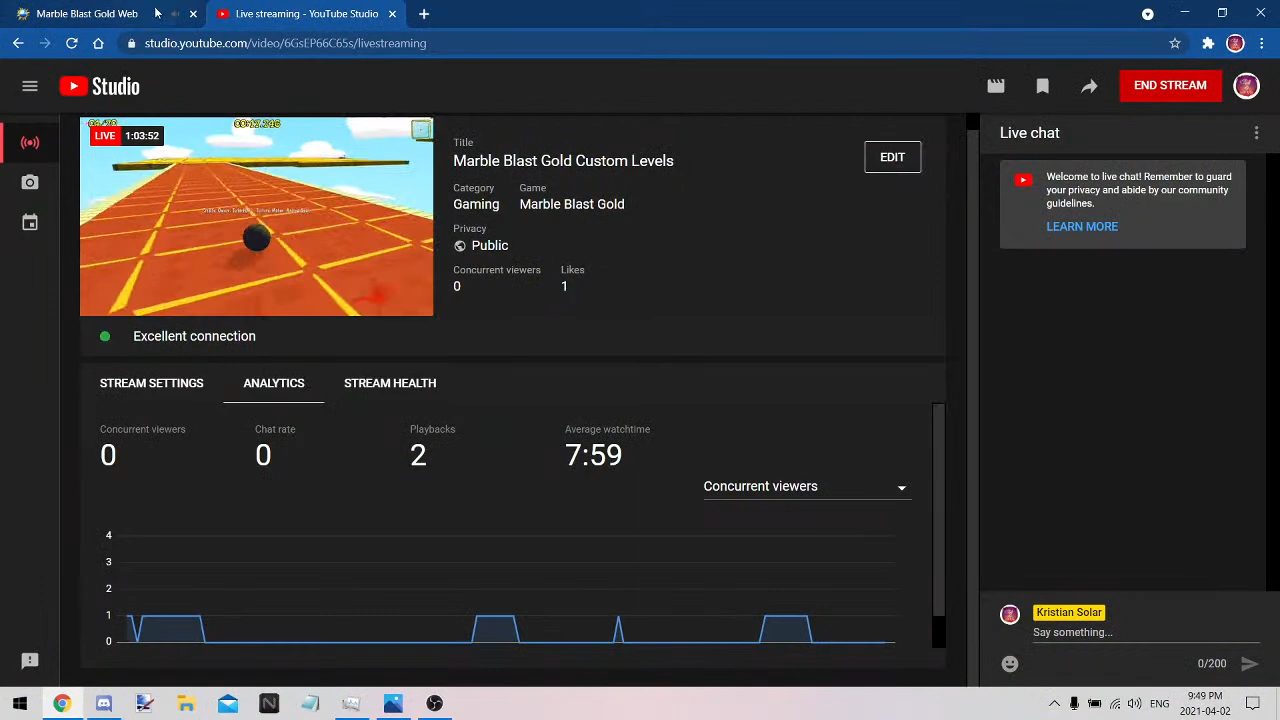 Marble Blast Gold Web
Live streaming - YouTube Studio
studio.youtube.com/video/6GsEP66C65s/livestreaming
Studio
END STREAM
LIVE 1:03:52
Title
Marble Blast Gold Custom Levels
EDIT
Category
Gaming
Game
Marble Blast Gold
Privacy
Public
Concurrent viewers
0
Likes
1
Excellent connection
STREAM SETTINGS
ANALYTICS
STREAM HEALTH
Concurrent viewers
0
Chat rate
0
Playbacks
2
Average watchtime
7:59
Concurrent viewers
4
3
2
1
0
Live chat
Welcome to live chat! Remember to guard
your privacy and abide by our community
guidelines.
LEARN MORE
Kristian Solar
Say something...
0/200
ENG
9:49 PM
2021-04-02